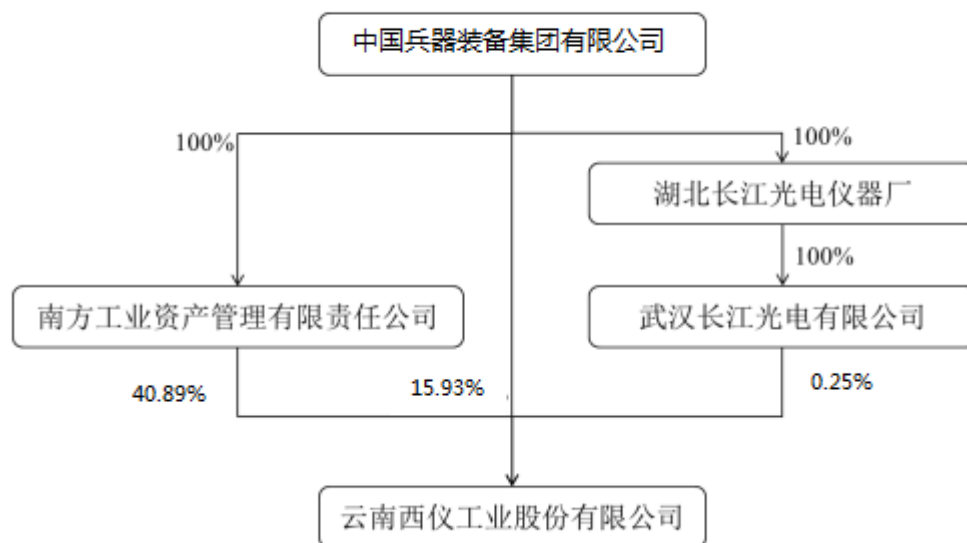 中国兵器装备集团有限公司
100%
100%
湖北长江光电仪器厂
100%
南方工业资产管理有限责任公司
武汉长江光电有限公司
40.89%
15.93%
0.25%
云南西仪工业股份有限公司